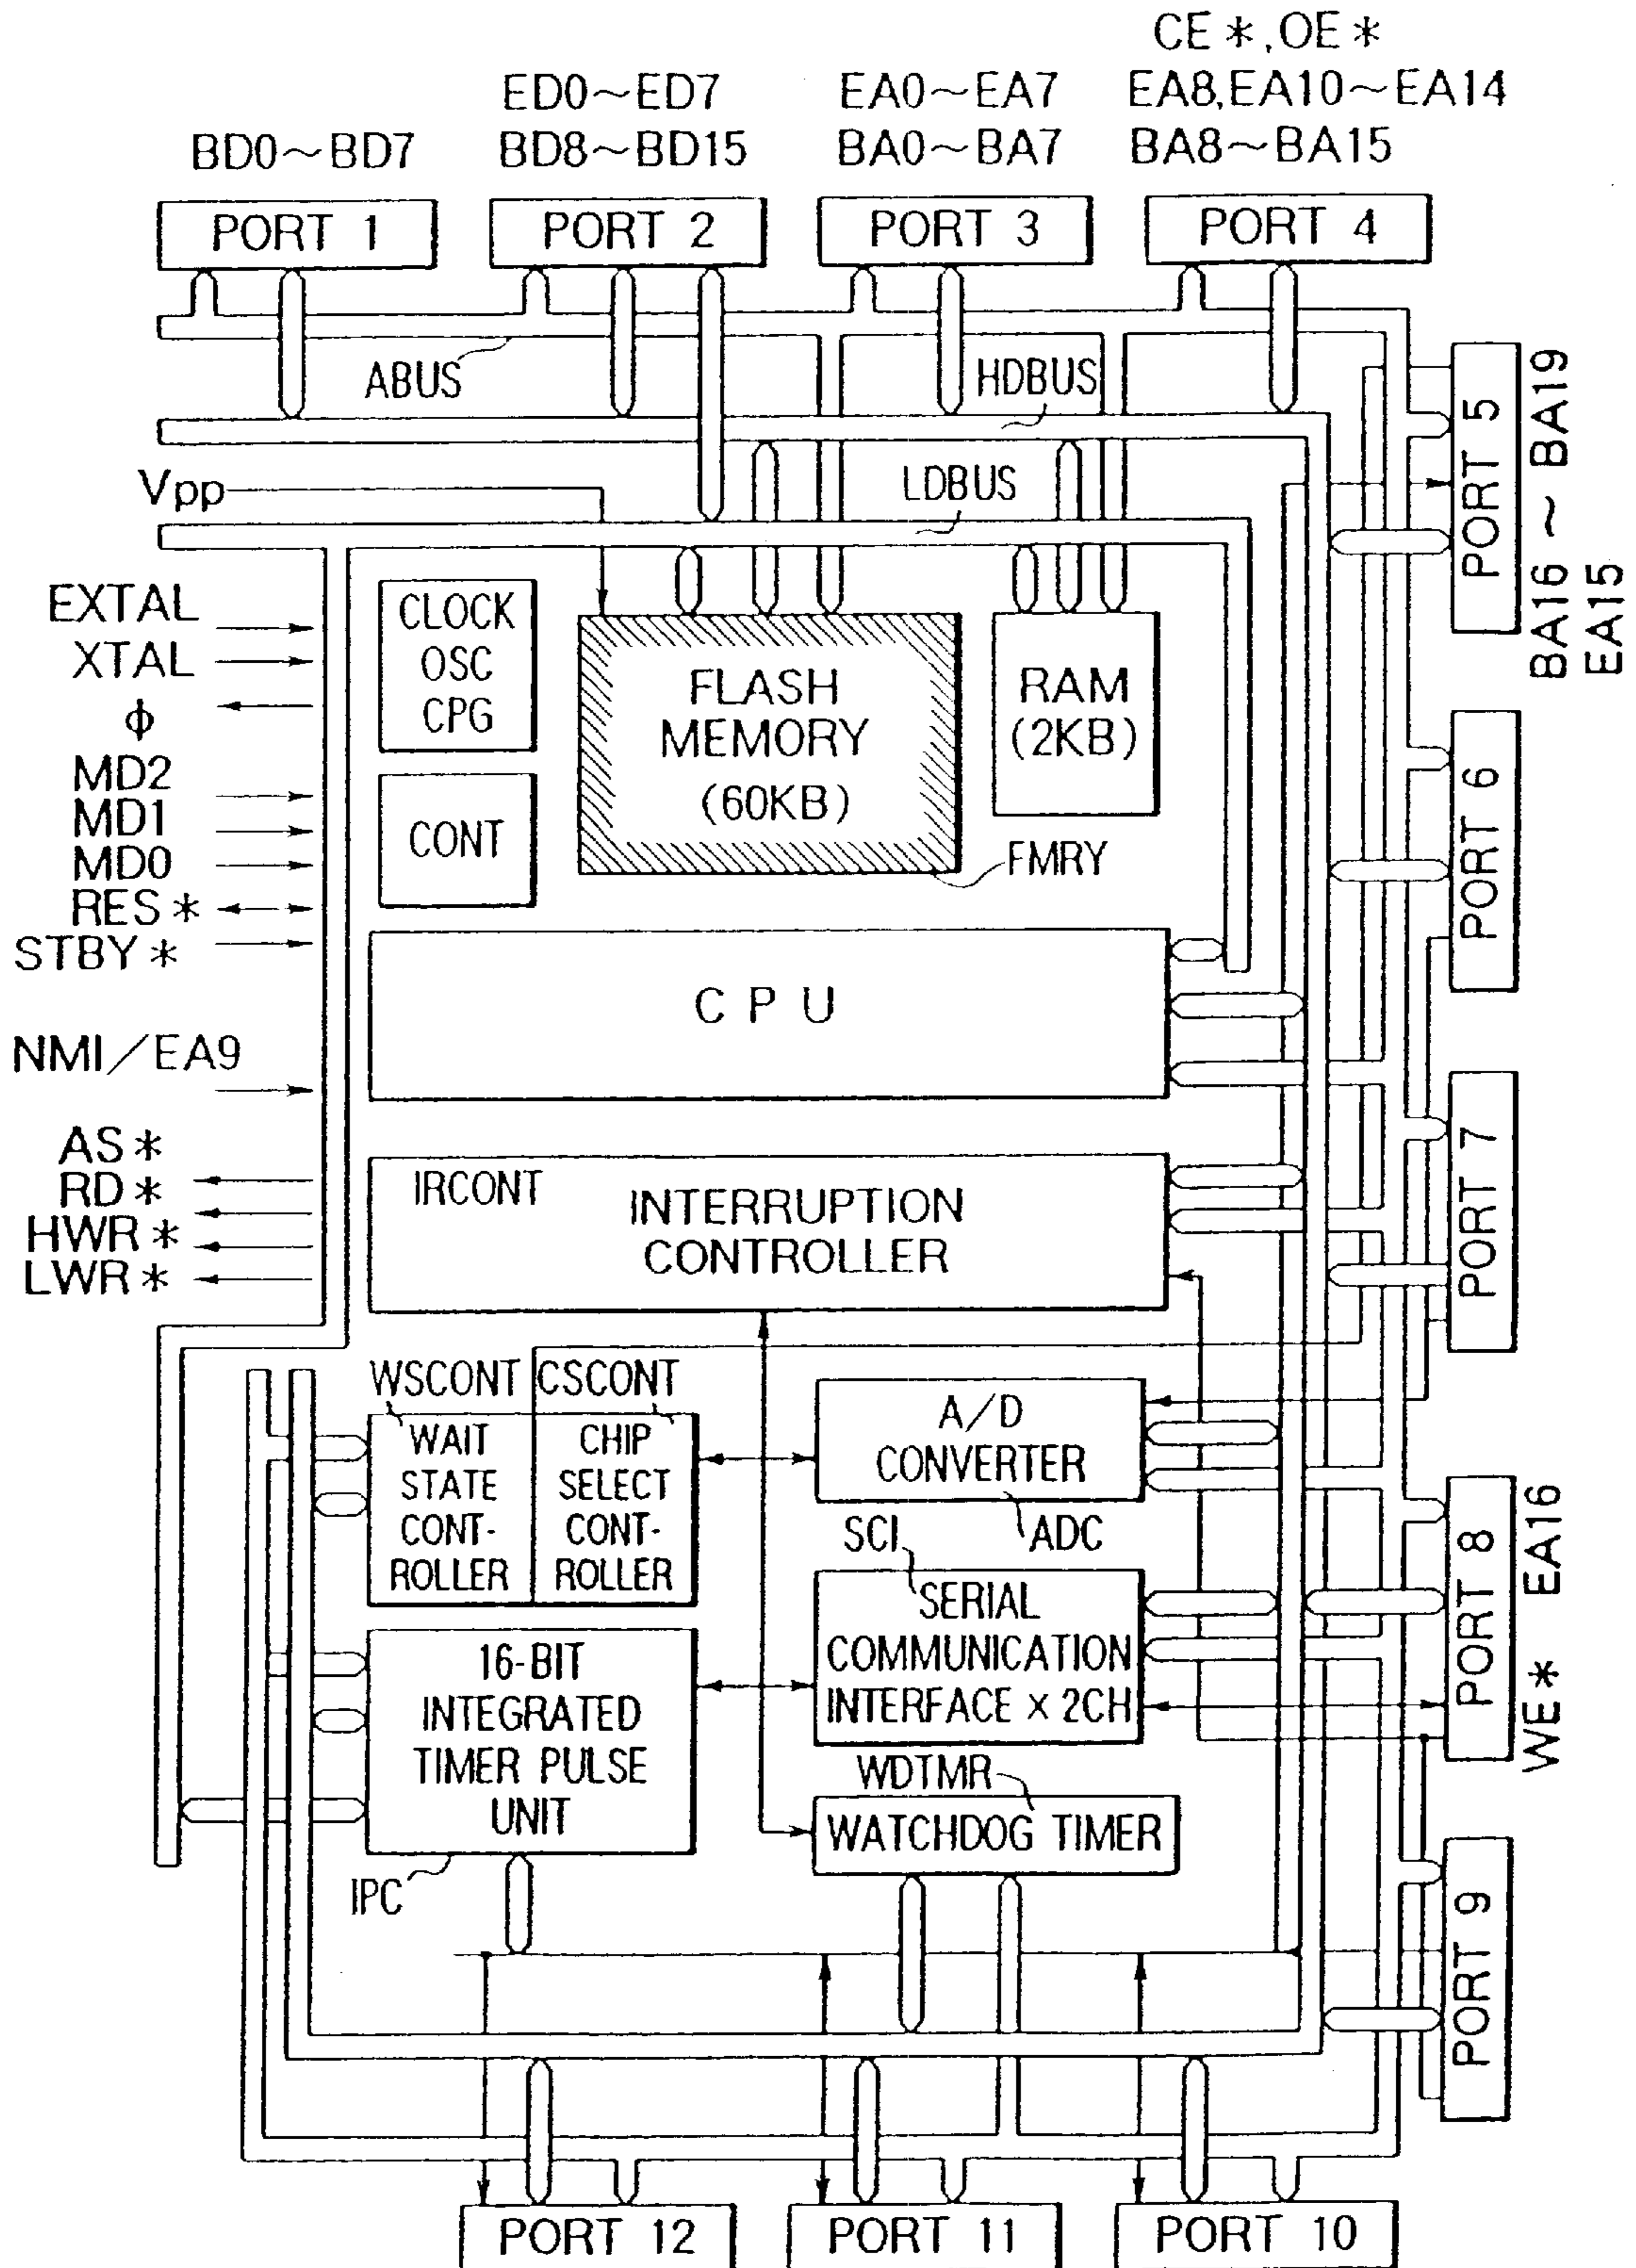 CE *, OE *
ED0~ED7
EA0~EA7
EA8,EA10~EA14
BD0~BD7
BD8~BD15
BA0~BA7
BA8~BA15
PORT 1
PORT 2
PORT 3
PORT 4
ABUS
HDBUS
PORT 5
BA16 ~ BA19
EA15
Vpp
LDBUS
EXTAL
XTAL
ϕ
MD2
MD1
MD0
RES *
STBY *
CLOCK
OSC
CPG
CONT
FLASH
MEMORY
(60KB)
RAM
(2KB)
FMRY
PORT 6
C P U
NMI/EA9
AS *
RD *
HWR *
LWR *
IRCONT
INTERRUPTION
CONTROLLER
PORT 7
WSCONT
CSCONT
WAIT
STATE
CONT-
ROLLER
CHIP
SELECT
CONT-
ROLLER
A/D
CONVERTER
ADC
SCI
SERIAL
COMMUNICATION
INTERFACE × 2CH
PORT 8
WE * EA16
16-BIT
INTEGRATED
TIMER PULSE
UNIT
IPC
WDTMR
WATCHDOG TIMER
PORT 9
PORT 12
PORT 11
PORT 10